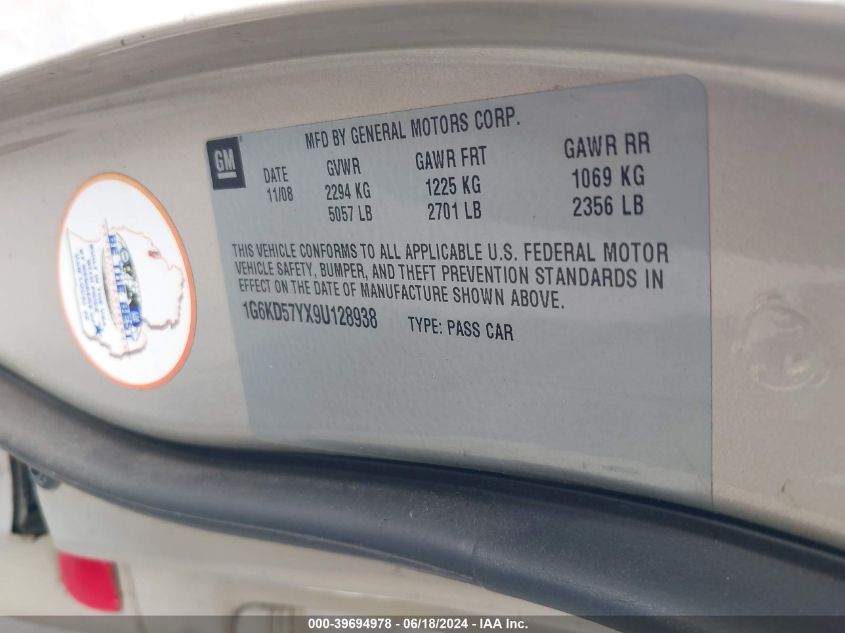 MFD BY GENERAL MOTORS CORP.
GM
DATE GVWR GAWR FRT GAWR RR
11/08 2294 KG 1225 KG 1069 KG
5057 LB 2701 LB 2356 LB
THIS VEHICLE CONFORMS TO ALL APPLICABLE U.S. FEDERAL MOTOR
VEHICLE SAFETY, BUMPER, AND THEFT PREVENTION STANDARDS IN
EFFECT ON THE DATE OF MANUFACTURE SHOWN ABOVE.
1G6KD57YX9U128938 TYPE: PASS CAR
BE THE BEST
000-39694978 - 06/18/2024 - IAA Inc.